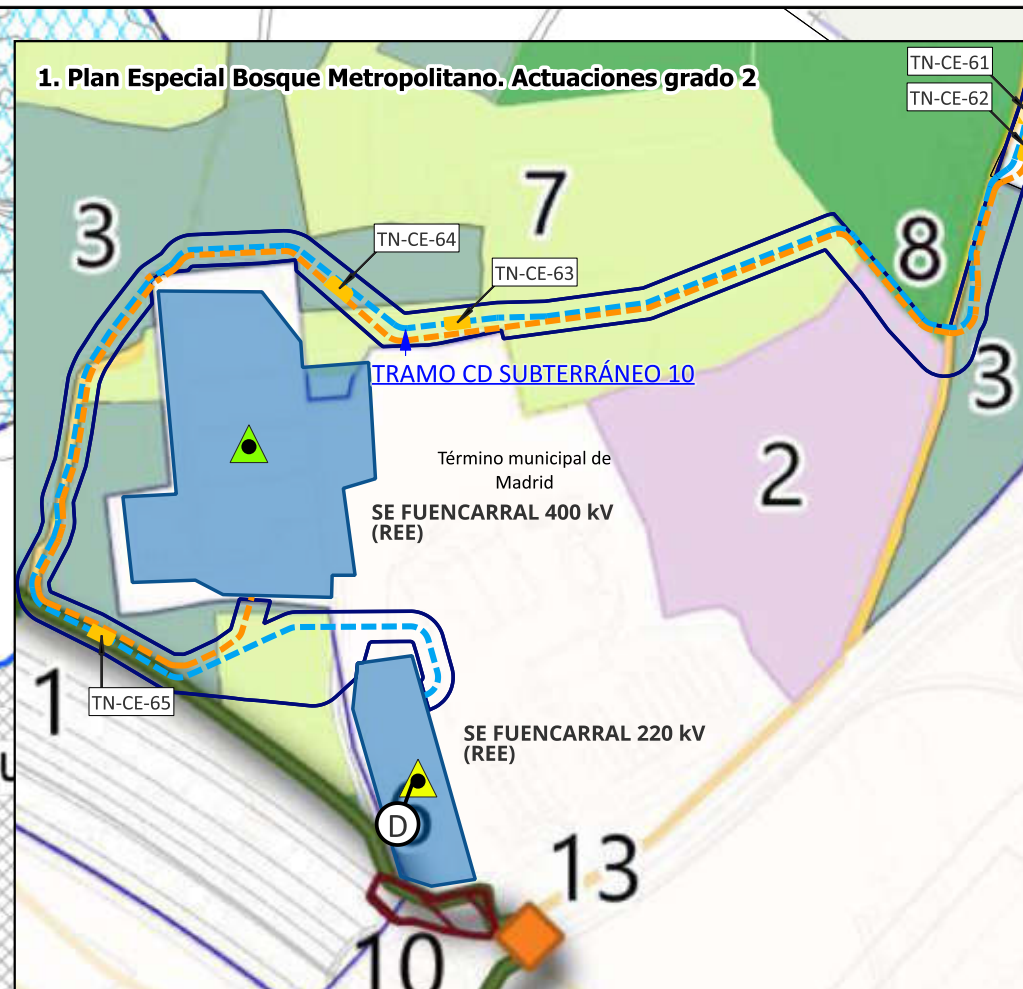 1. Plan Especial Bosque Metropolitano. Actuaciones grado 2
TN-CE-61
TN-CE-62
7
3
TN-CE-64
8
TN-CE-63
TRAMO CD SUBTERRÁNEO 10
3
Término municipal de
Madrid
2
SE FUENCARRAL 400 kV
(REE)
1
TN-CE-65
SE FUENCARRAL 220 kV
(REE)
D
13
10